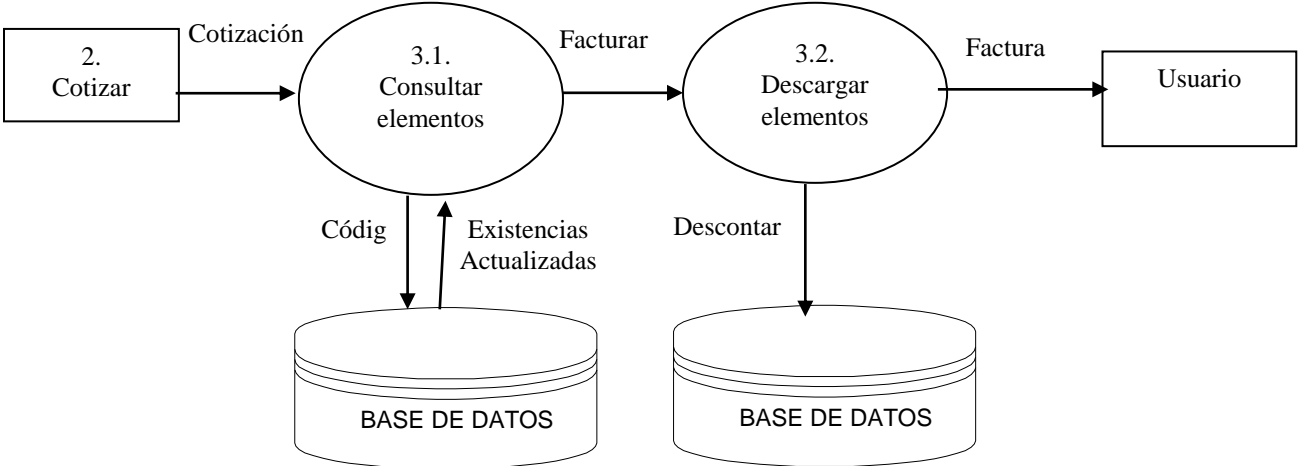 2.
Cotizar
Cotización
3.1.
Consultar
elementos
Facturar
3.2.
Descargar
elementos
Factura
Usuario
Códig
Existencias
Actualizadas
Descontar
BASE DE DATOS
BASE DE DATOS